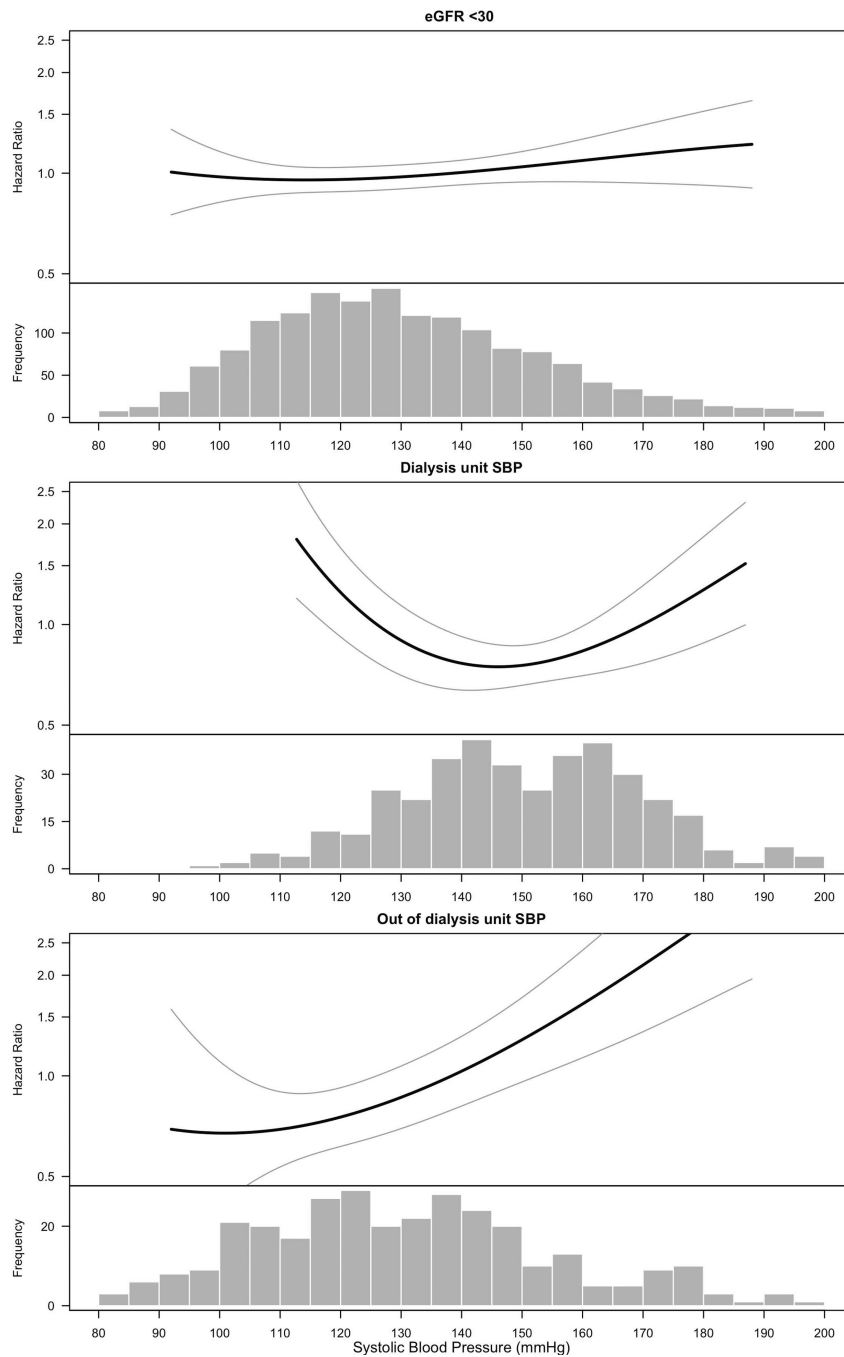 eGFR <30
2.5
2.0
1.5
1.0
0.5
Hazard Ratio
100
50
0
Frequency
80 90 100 110 120 130 140 150 160 170 180 190 200
Dialysis unit SBP
2.5
2.0
1.5
1.0
0.5
Hazard Ratio
30
15
0
Frequency
80 90 100 110 120 130 140 150 160 170 180 190 200
Out of dialysis unit SBP
2.5
2.0
1.5
1.0
0.5
Hazard Ratio
20
0
Frequency
80 90 100 110 120 130 140 150 160 170 180 190 200
Systolic Blood Pressure (mmHg)